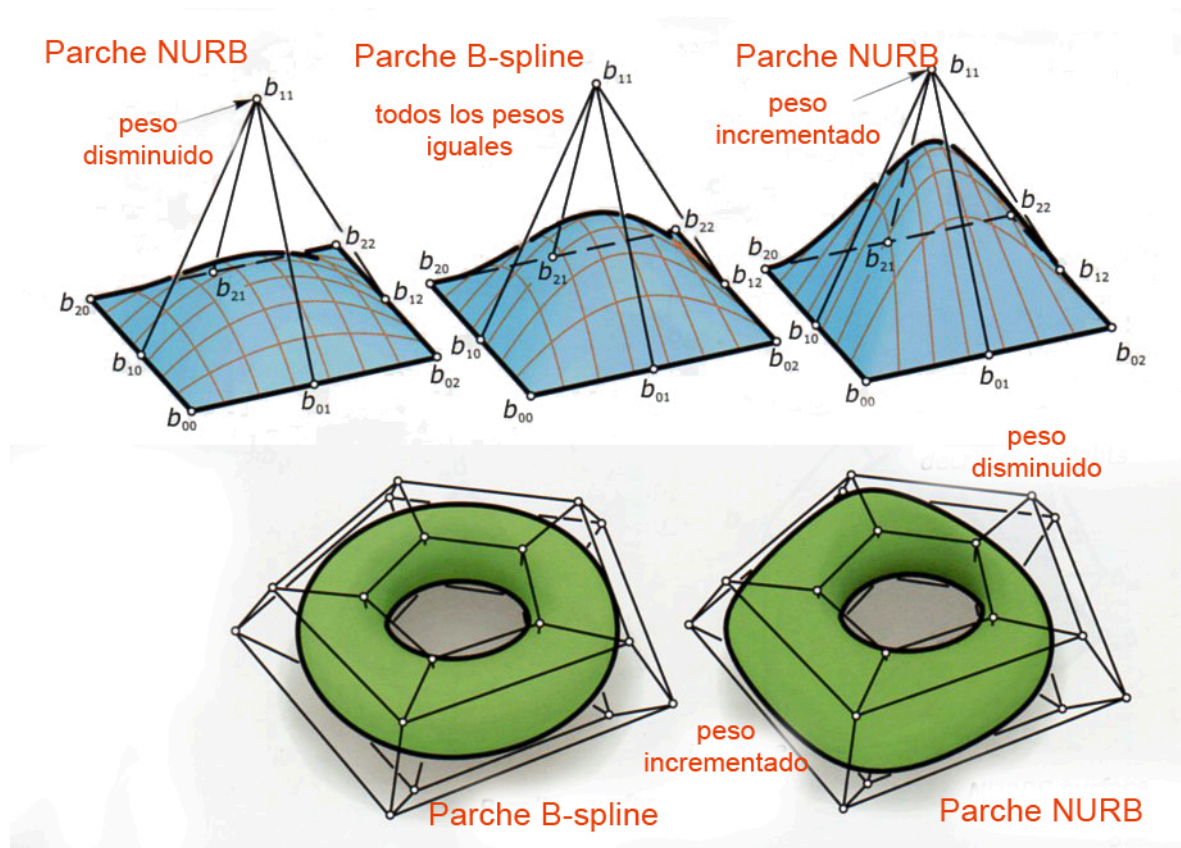 Parche NURB
b11
peso
disminuido
b20
b21
b22
b10
b12
b00
b01
b02
Parche B-spline
b11
todos los pesos
iguales
b20
b21
b22
b10
b12
b00
b01
b02
Parche NURB
b11
peso
incrementado
b20
b21
b22
b10
b12
b00
b01
b02
peso
disminuido
peso
incrementado
Parche B-spline
Parche NURB